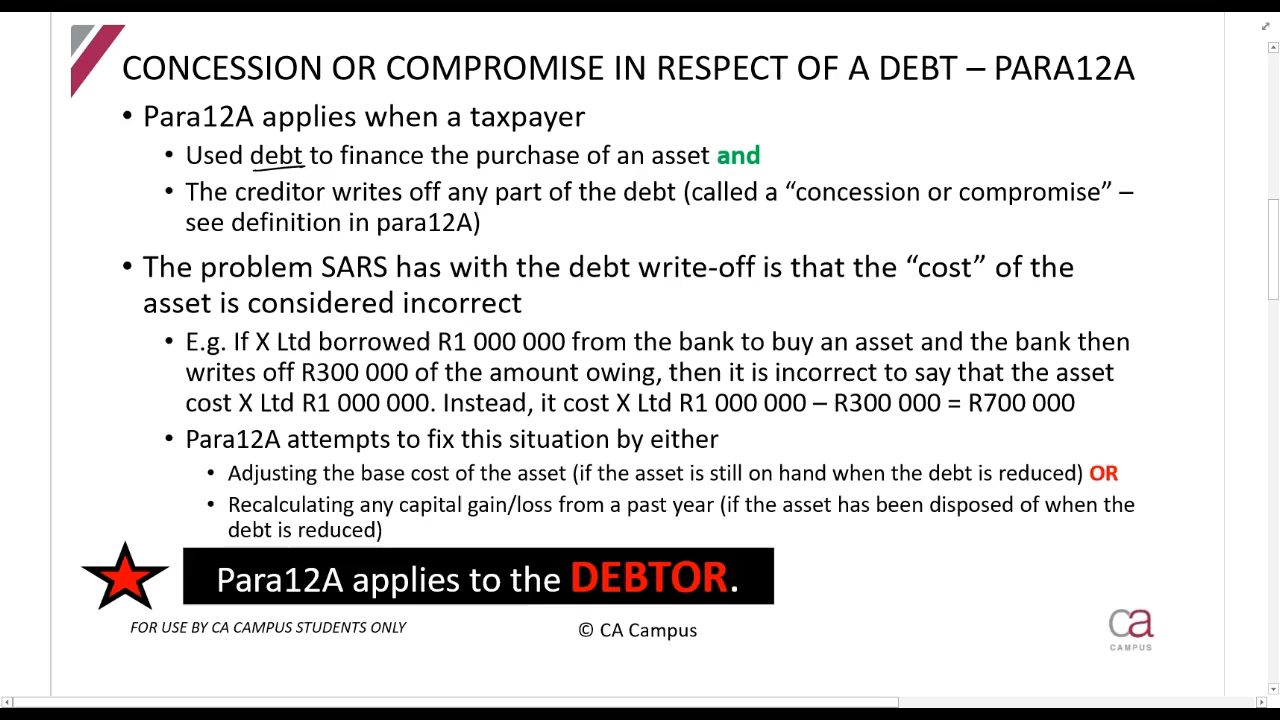 CONCESSION OR COMPROMISE IN RESPECT OF A DEBT – PARA12A
• Para12A applies when a taxpayer
• Used debt to finance the purchase of an asset and
• The creditor writes off any part of the debt (called a “concession or compromise” –
see definition in para12A)
• The problem SARS has with the debt write-off is that the “cost” of the
asset is considered incorrect
• E.g. If X Ltd borrowed R1 000 000 from the bank to buy an asset and the bank then
writes off R300 000 of the amount owing, then it is incorrect to say that the asset
cost X Ltd R1 000 000. Instead, it cost X Ltd R1 000 000 – R300 000 = R700 000
• Para12A attempts to fix this situation by either
• Adjusting the base cost of the asset (if the asset is still on hand when the debt is reduced) OR
• Recalculating any capital gain/loss from a past year (if the asset has been disposed of when the
debt is reduced)
Para12A applies to the DEBTOR.
FOR USE BY CA CAMPUS STUDENTS ONLY
© CA Campus
ca
CAMPUS